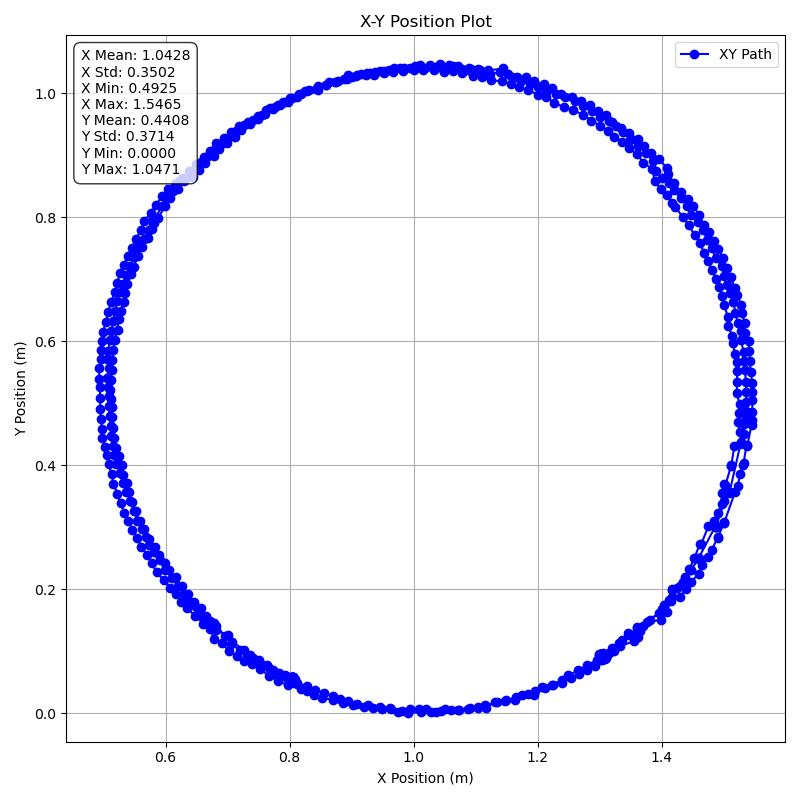 X-Y Position Plot
X Mean: 1.0428
X Std: 0.3502
X Min: 0.4925
X Max: 1.5465
Y Mean: 0.4408
Y Std: 0.3714
Y Min: 0.0000
Y Max: 1.0471
XY Path
1.0
0.8
0.6
0.4
0.2
0.0
Y Position (m)
0.6 0.8 1.0 1.2 1.4
X Position (m)